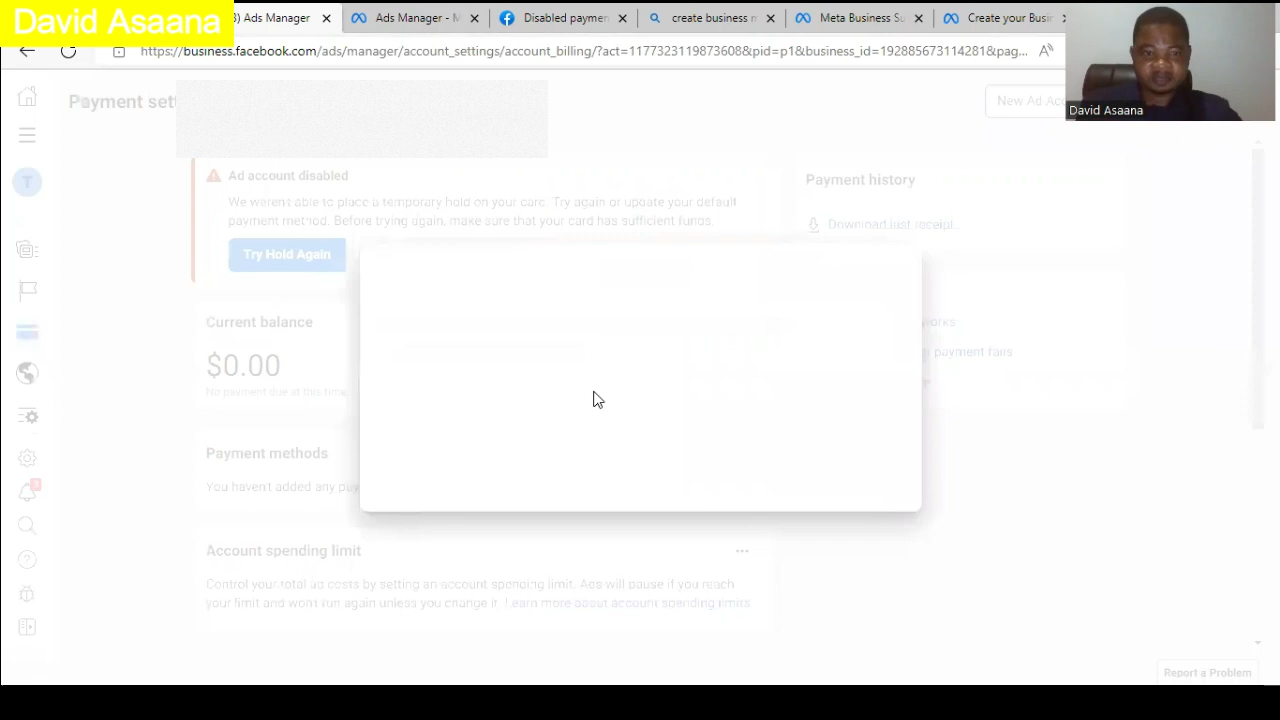 David Asaana
3) Ads Manager
Ads Manager - M
Disabled paymen
create business m
Meta Business Su
Create your Busin
https://business.facebook.com/ads/manager/account_settings/account_billing/?act=1177323119873608&pid=p1&business_id=192885673114281&pag...
David Asaana
Payment sett
New Ad Acc
Ad account disabled
We weren't able to place a temporary hold on your card. Try again or update your default
payment method. Before trying again, make sure that your card has sufficient funds.
Try Hold Again
Payment history
Download last receipt
Current balance
$0.00
No payment due at this time.
works
payment fails
Payment methods
You haven't added any pay
Account spending limit
Control your total ad costs by setting an account spending limit. Ads will pause if you reach
your limit and won't run again unless you change it. Learn more about account spending limits
Report a Problem
T